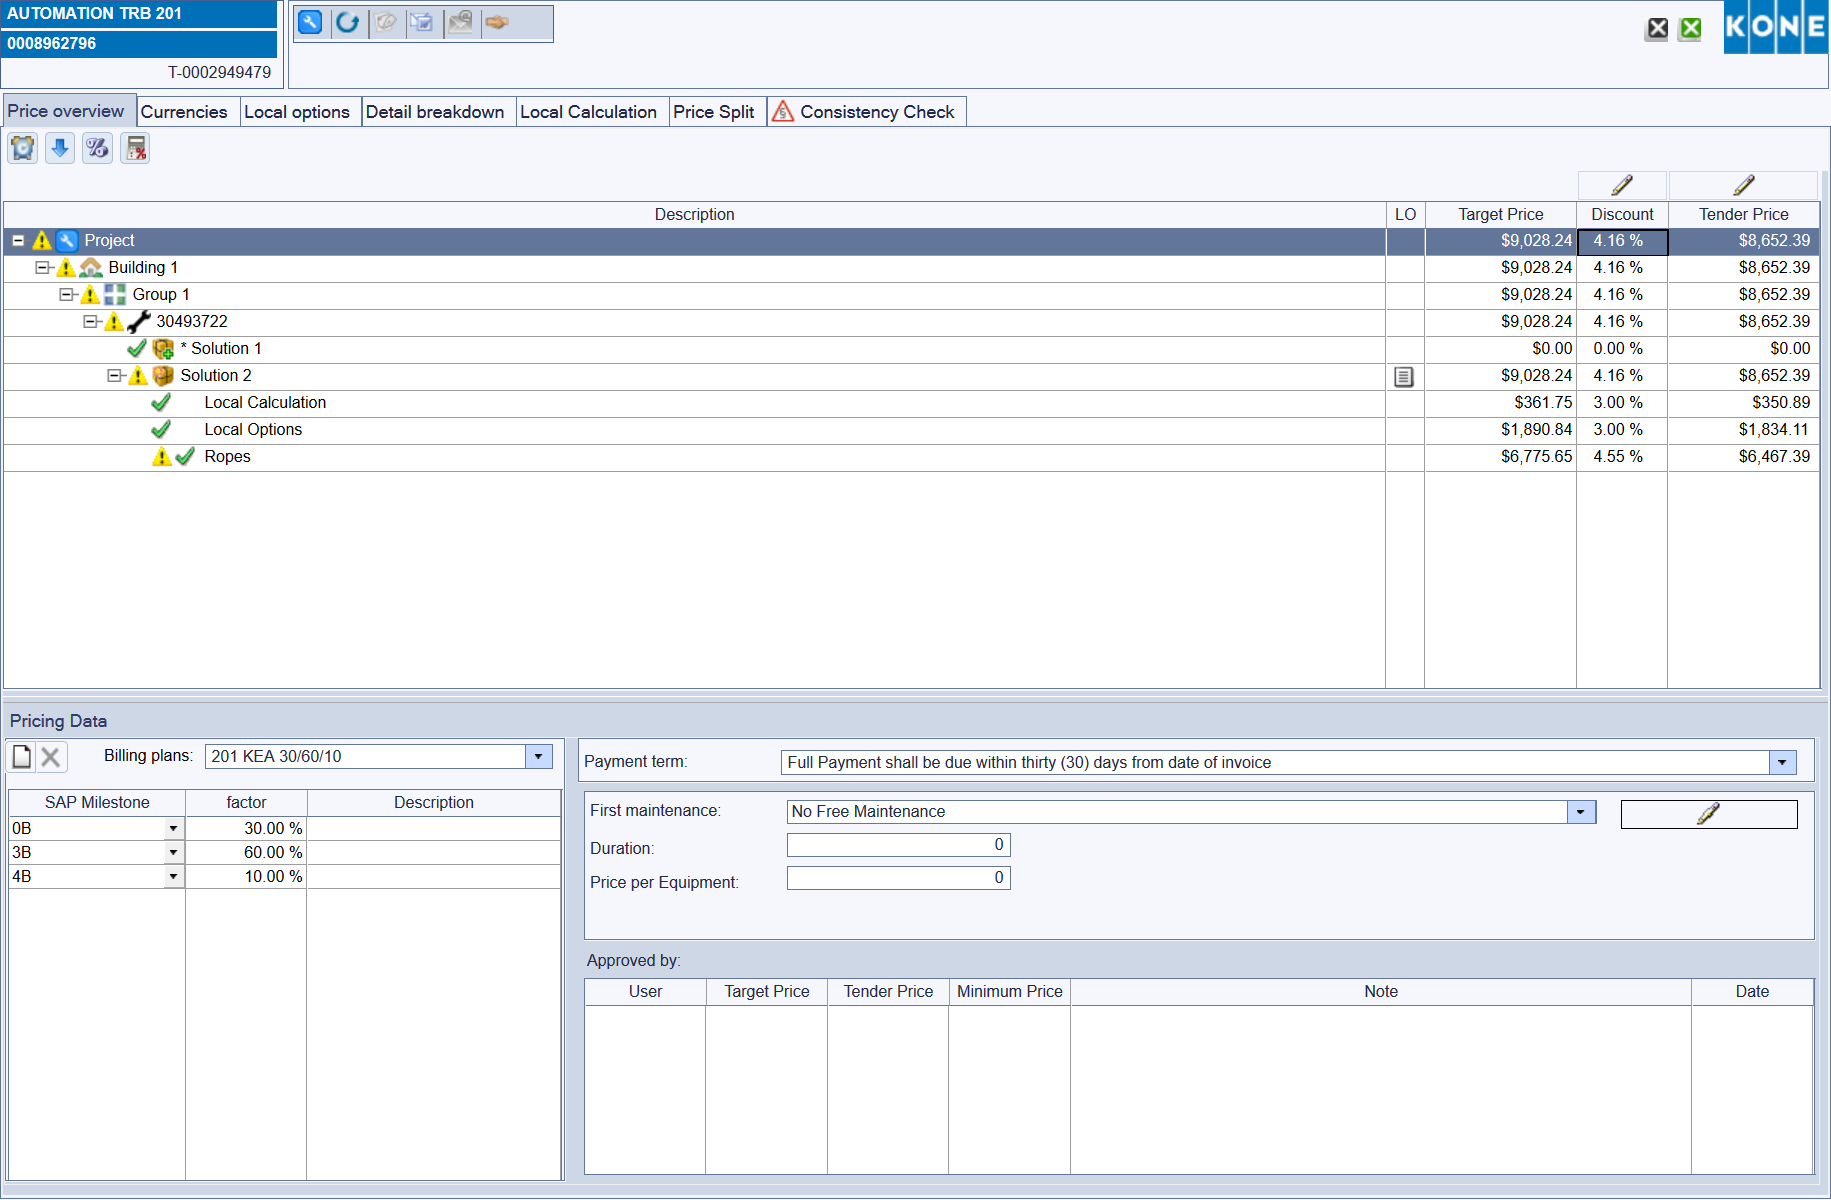 AUTOMATION TRB 201
0008962796
T-0002949479
KONE
Price overview Currencies Local options Detail breakdown Local Calculation Price Split Consistency Check
Description LO Target Price Discount Tender Price
Project $9,028.24 4.16 % $8,652.39
Building 1 $9,028.24 4.16 % $8,652.39
Group 1 $9,028.24 4.16 % $8,652.39
30493722 $9,028.24 4.16 % $8,652.39
* Solution 1 $0.00 0.00 % $0.00
Solution 2 $9,028.24 4.16 % $8,652.39
Local Calculation $361.75 3.00 % $350.89
Local Options $1,890.84 3.00 % $1,834.11
Ropes $6,775.65 4.55 % $6,467.39
Pricing Data
Billing plans: 201 KEA 30/60/10
SAP Milestone factor Description
0B 30.00 %
3B 60.00 %
4B 10.00 %
Payment term: Full Payment shall be due within thirty (30) days from date of invoice
First maintenance: No Free Maintenance
Duration: 0
Price per Equipment: 0
Approved by:
User Target Price Tender Price Minimum Price Note Date